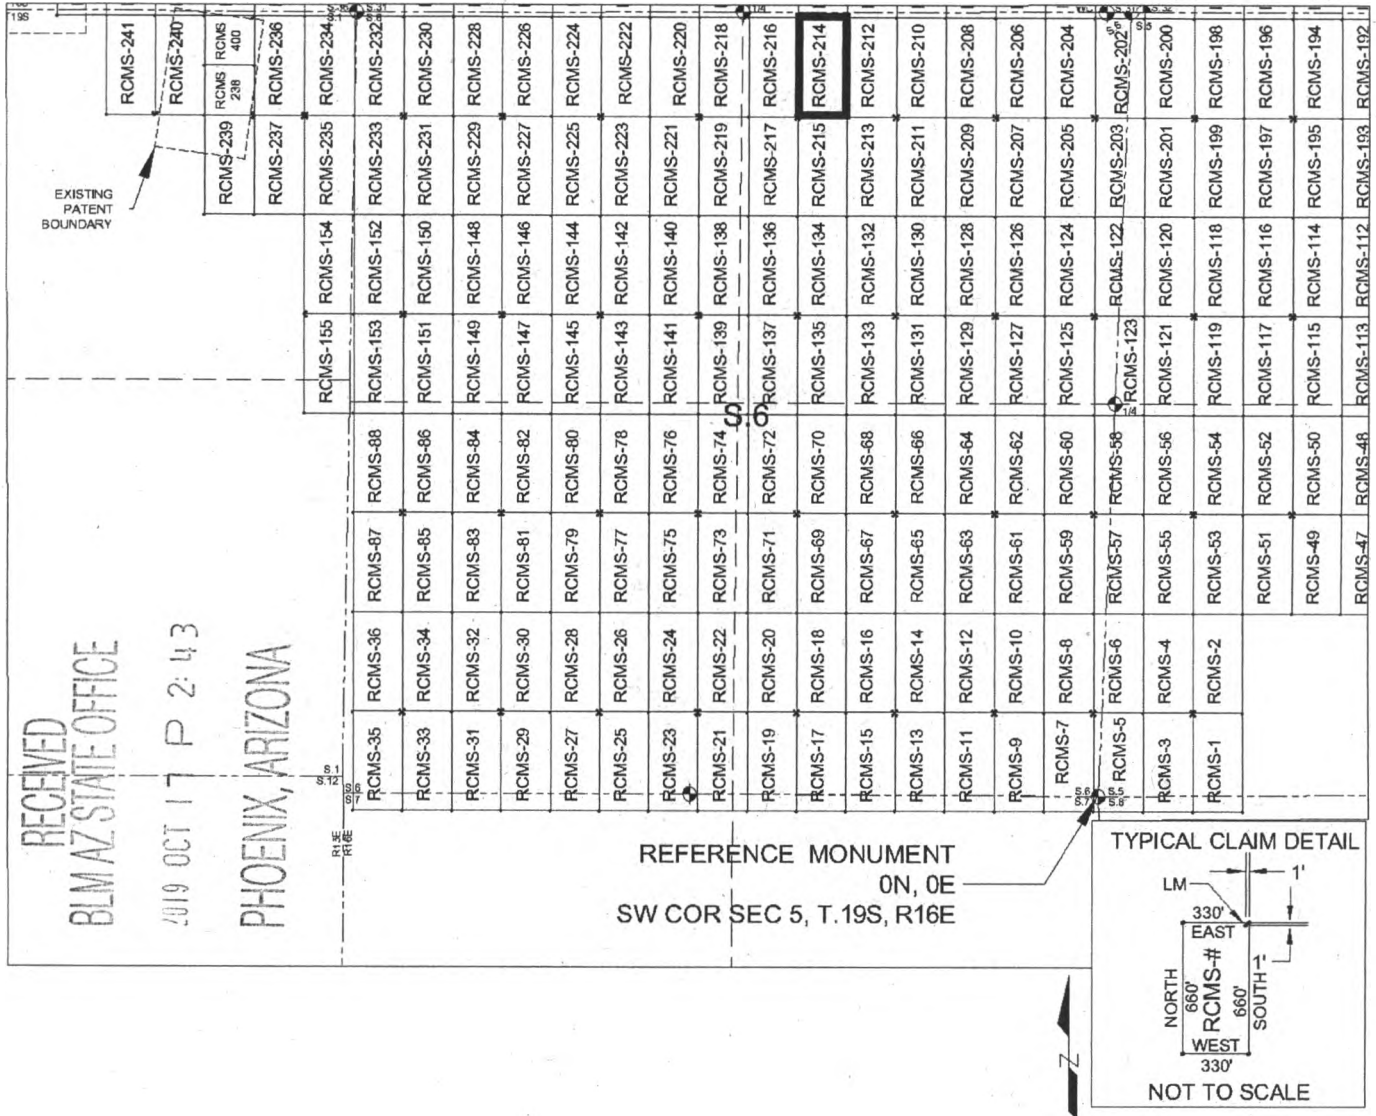 19S
S.1
S.6
1/4
S.6
S.5
RCMS-241
RCMS-240
RCMS
400
RCMS
238
RCMS-236
RCMS-234
RCMS-232
RCMS-230
RCMS-228
RCMS-226
RCMS-224
RCMS-222
RCMS-220
RCMS-218
RCMS-216
RCMS-214
RCMS-212
RCMS-210
RCMS-208
RCMS-206
RCMS-204
RCMS-202
RCMS-200
RCMS-198
RCMS-196
RCMS-194
RCMS-192
RCMS-239
RCMS-237
RCMS-235
RCMS-233
RCMS-231
RCMS-229
RCMS-227
RCMS-225
RCMS-223
RCMS-221
RCMS-219
RCMS-217
RCMS-215
RCMS-213
RCMS-211
RCMS-209
RCMS-207
RCMS-205
RCMS-203
RCMS-201
RCMS-199
RCMS-197
RCMS-195
RCMS-193
EXISTING
PATENT
BOUNDARY
RCMS-154
RCMS-152
RCMS-150
RCMS-148
RCMS-146
RCMS-144
RCMS-142
RCMS-140
RCMS-138
RCMS-136
RCMS-134
RCMS-132
RCMS-130
RCMS-128
RCMS-126
RCMS-124
RCMS-122
RCMS-120
RCMS-118
RCMS-116
RCMS-114
RCMS-112
RCMS-155
RCMS-153
RCMS-151
RCMS-149
RCMS-147
RCMS-145
RCMS-143
RCMS-141
RCMS-139
RCMS-137
RCMS-135
RCMS-133
RCMS-131
RCMS-129
RCMS-127
RCMS-125
RCMS-123
RCMS-121
RCMS-119
RCMS-117
RCMS-115
RCMS-113
1/4
S.6
RCMS-88
RCMS-86
RCMS-84
RCMS-82
RCMS-80
RCMS-78
RCMS-76
RCMS-74
RCMS-72
RCMS-70
RCMS-68
RCMS-66
RCMS-64
RCMS-62
RCMS-60
RCMS-58
RCMS-56
RCMS-54
RCMS-52
RCMS-50
RCMS-48
RCMS-87
RCMS-85
RCMS-83
RCMS-81
RCMS-79
RCMS-77
RCMS-75
RCMS-73
RCMS-71
RCMS-69
RCMS-67
RCMS-65
RCMS-63
RCMS-61
RCMS-59
RCMS-57
RCMS-55
RCMS-53
RCMS-51
RCMS-49
RCMS-47
RCMS-36
RCMS-34
RCMS-32
RCMS-30
RCMS-28
RCMS-26
RCMS-24
RCMS-22
RCMS-20
RCMS-18
RCMS-16
RCMS-14
RCMS-12
RCMS-10
RCMS-8
RCMS-6
RCMS-4
RCMS-2
RCMS-35
RCMS-33
RCMS-31
RCMS-29
RCMS-27
RCMS-25
RCMS-23
RCMS-21
RCMS-19
RCMS-17
RCMS-15
RCMS-13
RCMS-11
RCMS-9
RCMS-7
RCMS-5
RCMS-3
RCMS-1
S.1
S.12
S.6
S.7
S.6
S.7
S.5
S.8
R16E
RECEIVED
BLM AZ STATE OFFICE
2019 OCT 17 P 2:43
PHOENIX, ARIZONA
REFERENCE MONUMENT
0N, 0E
SW COR SEC 5, T.19S, R16E
TYPICAL CLAIM DETAIL
1'
LM
330'
EAST
NORTH
660'
RCMS-#
660'
SOUTH
1'
WEST
330'
NOT TO SCALE
N